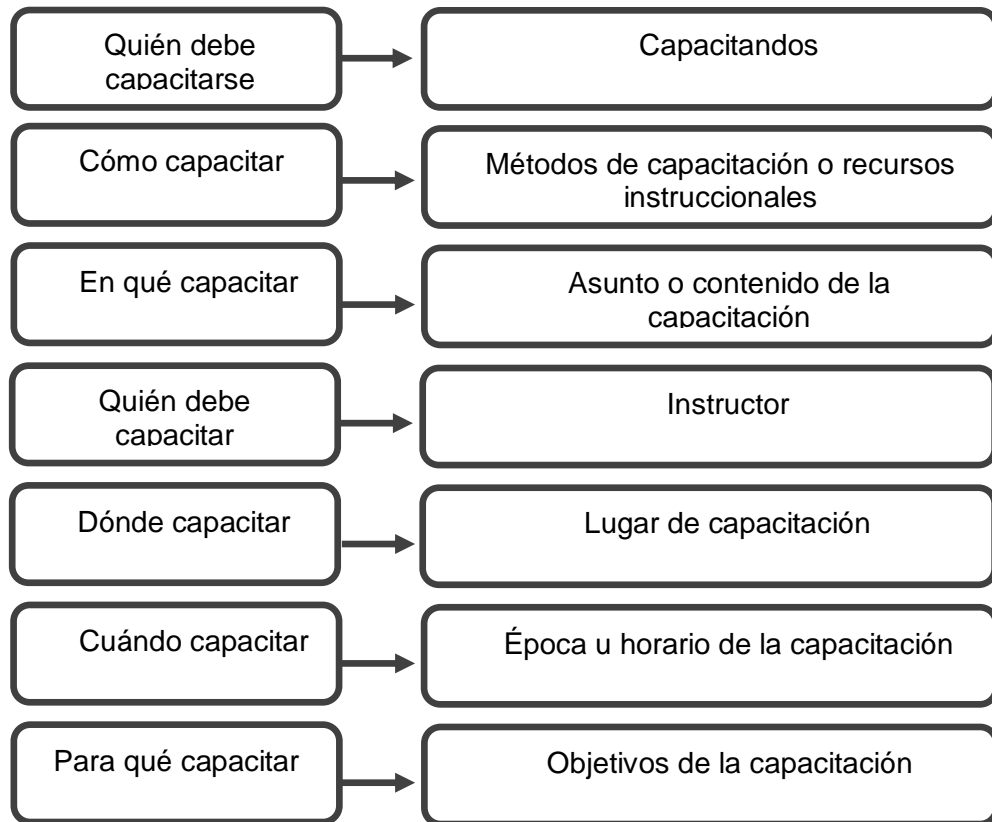 Quién debe
capacitarse
Capacitandos
Cómo capacitar
Métodos de capacitación o recursos
instruccionales
En qué capacitar
Asunto o contenido de la
capacitación
Quién debe
capacitar
Instructor
Dónde capacitar
Lugar de capacitación
Cuándo capacitar
Época u horario de la capacitación
Para qué capacitar
Objetivos de la capacitación